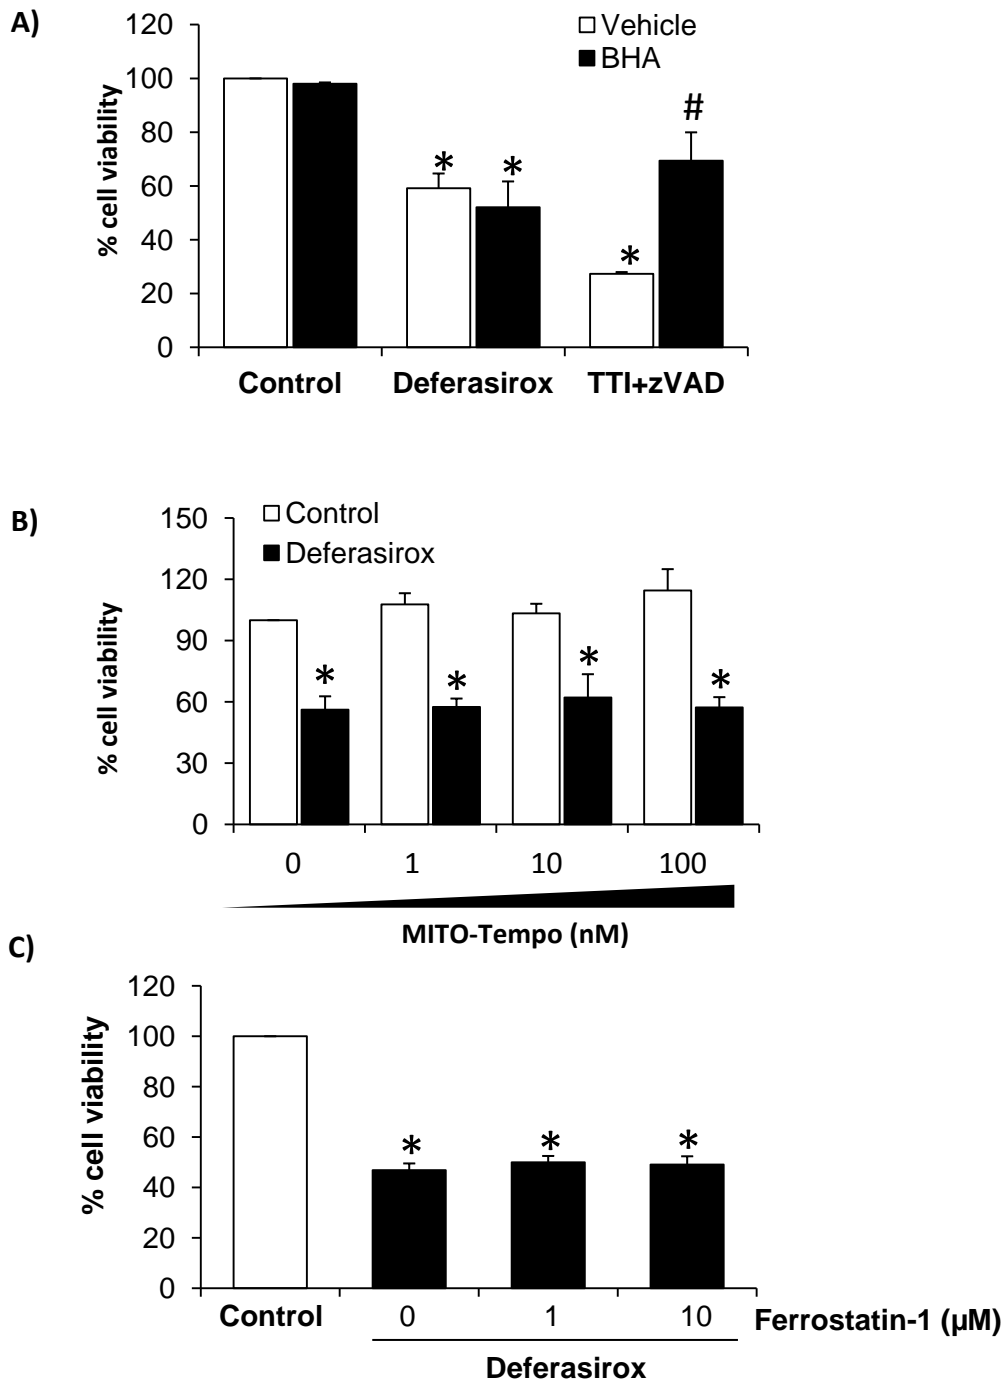 A)
% cell viability
120
100
80
60
40
20
0
Vehicle
BHA
* * * #
Control Deferasirox TTI+zVAD
B)
% cell viability
150
120
90
60
30
0
Control
Deferasirox
* * * *
0 1 10 100
MITO-Tempo (nM)
C)
% cell viability
120
100
80
60
40
20
0
* * *
Control 0 1 10 Ferrostatin-1 (µM)
Deferasirox